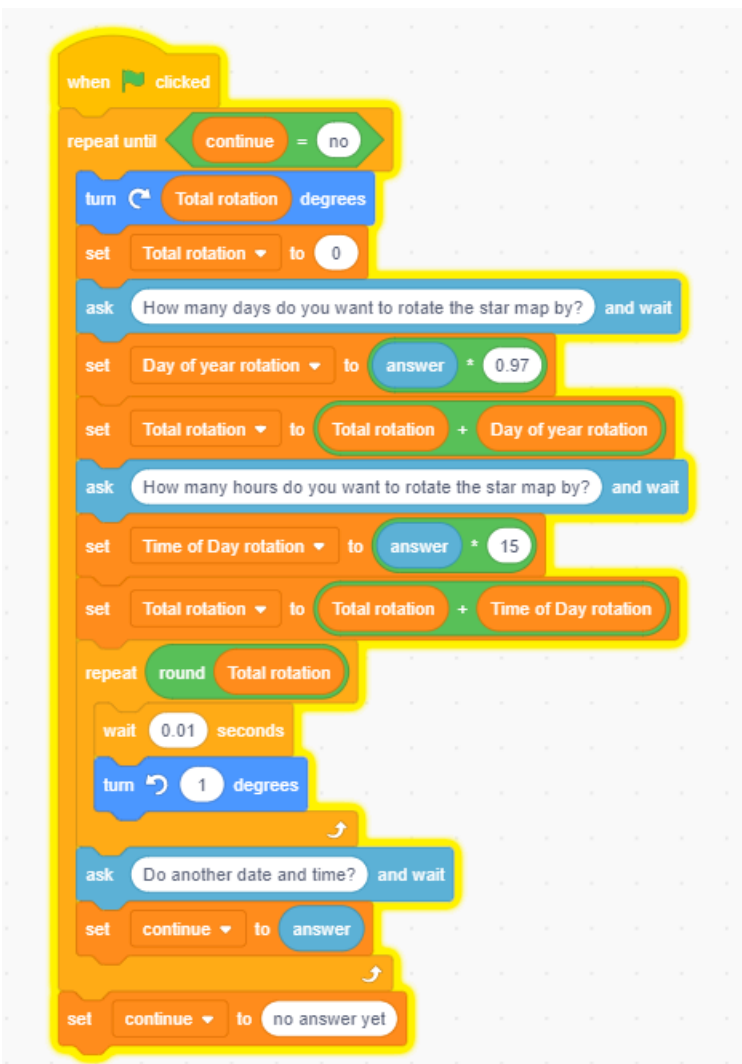 when clicked
repeat until continue = no
turn Total rotation degrees
set Total rotation to 0
ask How many days do you want to rotate the star map by? and wait
set Day of year rotation to answer * 0.97
set Total rotation to Total rotation + Day of year rotation
ask How many hours do you want to rotate the star map by? and wait
set Time of Day rotation to answer * 15
set Total rotation to Total rotation + Time of Day rotation
repeat round Total rotation
wait 0.01 seconds
turn 1 degrees
ask Do another date and time? and wait
set continue to answer
set continue to no answer yet